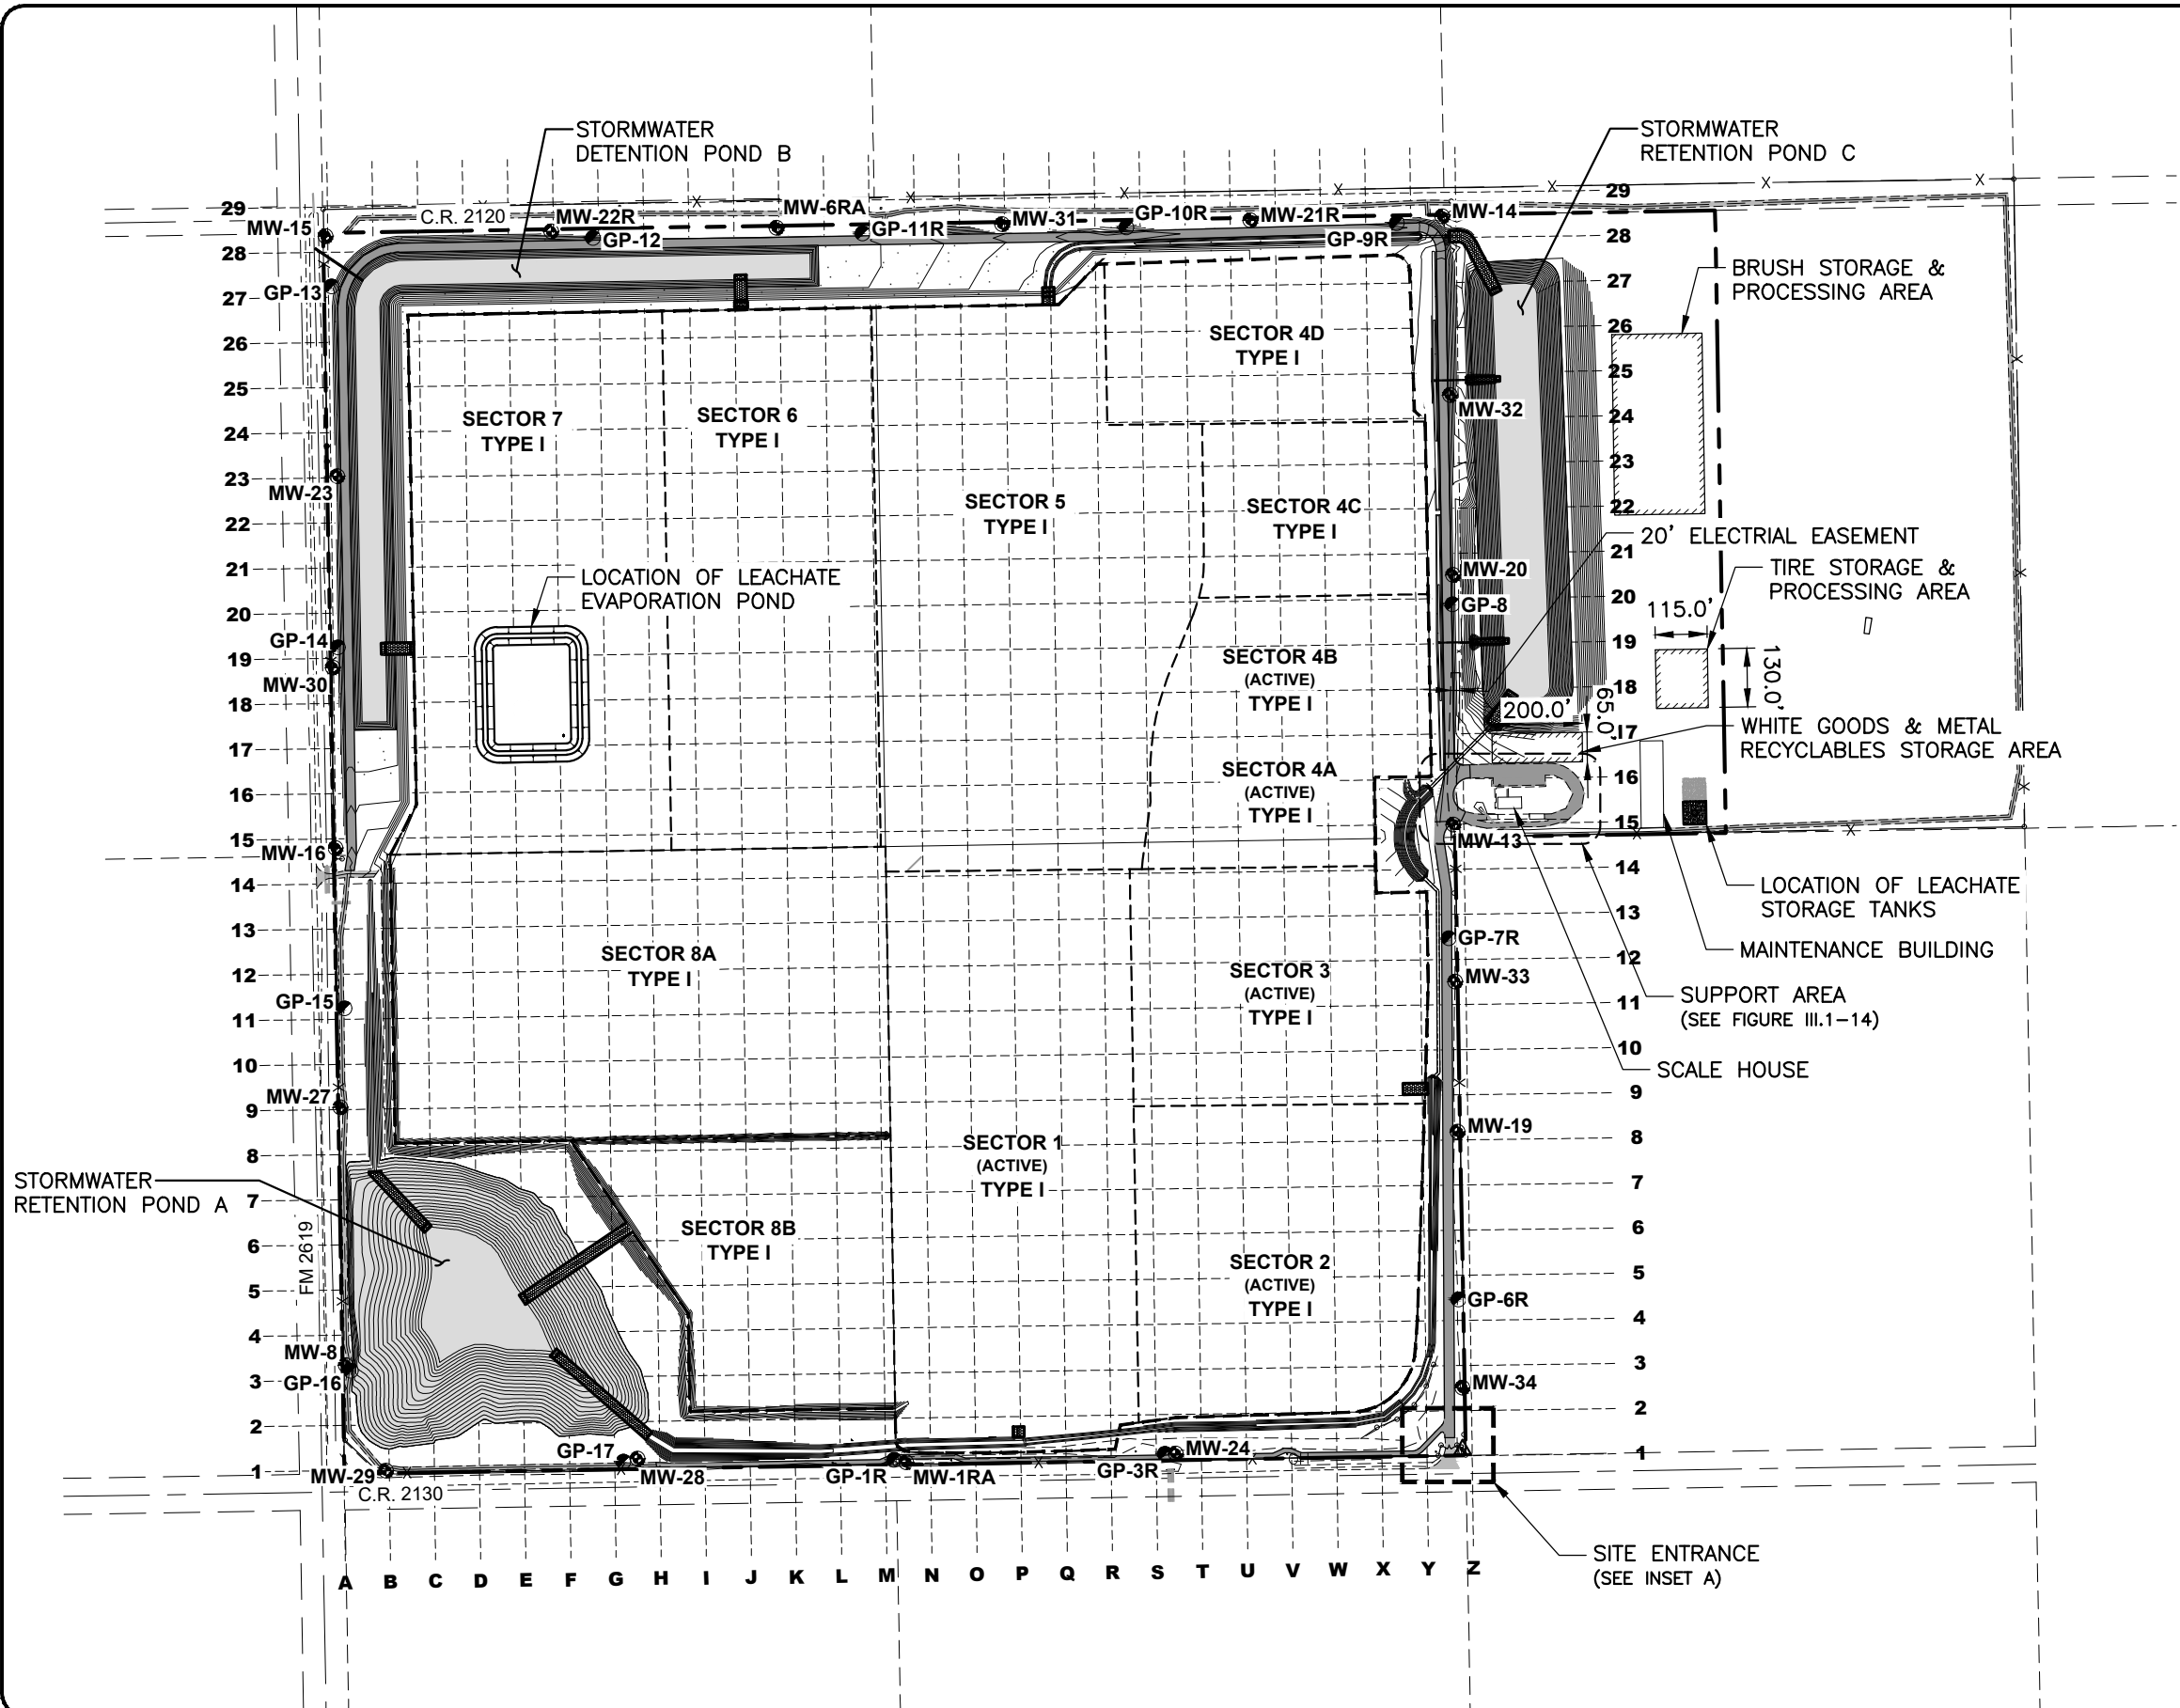 STORMWATER
DETENTION POND B
STORMWATER
RETENTION POND C
C.R. 2120
MW-22R
MW-6RA
GP-10R
MW-21R
MW-14
MW-15
GP-12
GP-11R
MW-31
GP-9R
GP-13
BRUSH STORAGE &
PROCESSING AREA
SECTOR 4D
TYPE I
SECTOR 7
TYPE I
SECTOR 6
TYPE I
MW-32
MW-23
SECTOR 5
TYPE I
SECTOR 4C
TYPE I
20' ELECTRIAL EASEMENT
TIRE STORAGE &
PROCESSING AREA
LOCATION OF LEACHATE
EVAPORATION POND
MW-20
GP-8
115.0'
130.0'
GP-14
MW-30
SECTOR 4B
(ACTIVE)
TYPE I
200.0'
65.0'
WHITE GOODS & METAL
RECYCLABLES STORAGE AREA
SECTOR 4A
(ACTIVE)
TYPE I
MW-16
MW-13
LOCATION OF LEACHATE
STORAGE TANKS
MAINTENANCE BUILDING
GP-7R
SECTOR 8A
TYPE I
SECTOR 3
(ACTIVE)
TYPE I
MW-33
GP-15
SUPPORT AREA
(SEE FIGURE III.1-14)
SCALE HOUSE
MW-27
MW-19
SECTOR 1
(ACTIVE)
TYPE I
STORMWATER
RETENTION POND A
FM 2619
SECTOR 8B
TYPE I
SECTOR 2
(ACTIVE)
TYPE I
GP-6R
MW-8
GP-16
MW-34
GP-17
MW-29
MW-28
GP-1R
MW-1RA
GP-3R
MW-24
C.R. 2130
SITE ENTRANCE
(SEE INSET A)
29
28
27
26
25
24
23
22
21
20
19
18
17
16
15
14
13
12
11
10
9
8
7
6
5
4
3
2
1
29
28
27
26
25
24
23
22
21
20
19
18
17
16
15
14
13
12
11
10
9
8
7
6
5
4
3
2
1
A B C D E F G H I J K L M N O P Q R S T U V W X Y Z